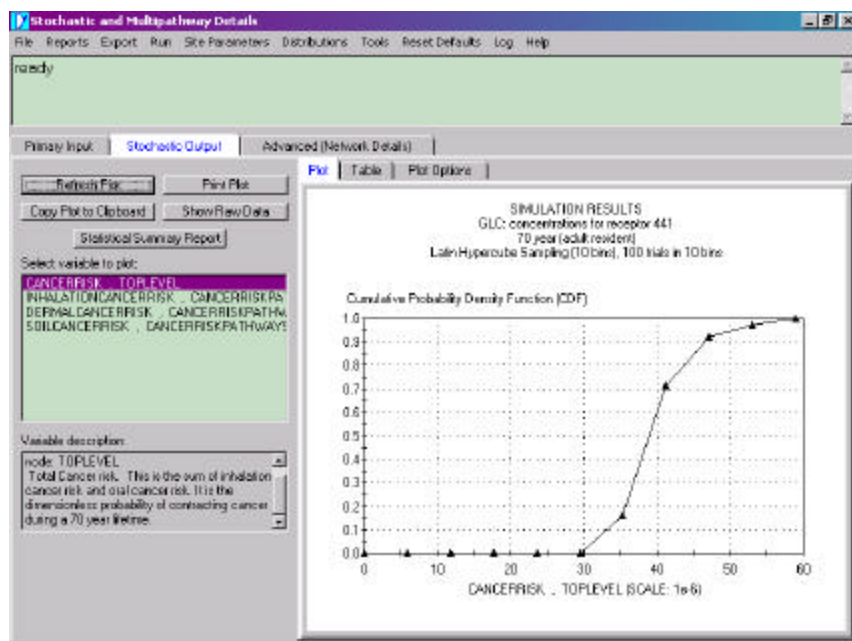 Stochastic and Multipathway Details
File Reports Export Run Site Parameters Distributions Tools Reset Defaults Log Help
ready
Primary Input Stochastic Output Advanced (Network Details)
Refresh Plot Print Plot
Copy Plot to Clipboard Show Raw Data
Statistical Summary Report
Select variable to plot:
CANCERRISK , TOPLEVEL
INHALATIONCANCERRISK , CANCERRISKPA
DERMALCANCERRISK , CANCERRISKPATHW
SOILCANCERRISK , CANCERRISKPATHWAYS
Variable description:
node: TOPLEVEL
Total Cancer risk. This is the sum of inhalation
cancer risk and oral cancer risk. It is the
dimensionless probability of contracting cancer
during a 70 year lifetime.
Plot Table Plot Options
SIMULATION RESULTS
GLC: concentrations for receptor 441
70 year (adult resident)
Latin Hypercube Sampling (10 bins), 100 trials in 10 bins
Cumulative Probability Density Function (CDF)
1.0
0.9
0.8
0.7
0.6
0.5
0.4
0.3
0.2
0.1
0.0
0 10 20 30 40 50 60
CANCERRISK , TOPLEVEL (SCALE: 1e-6)